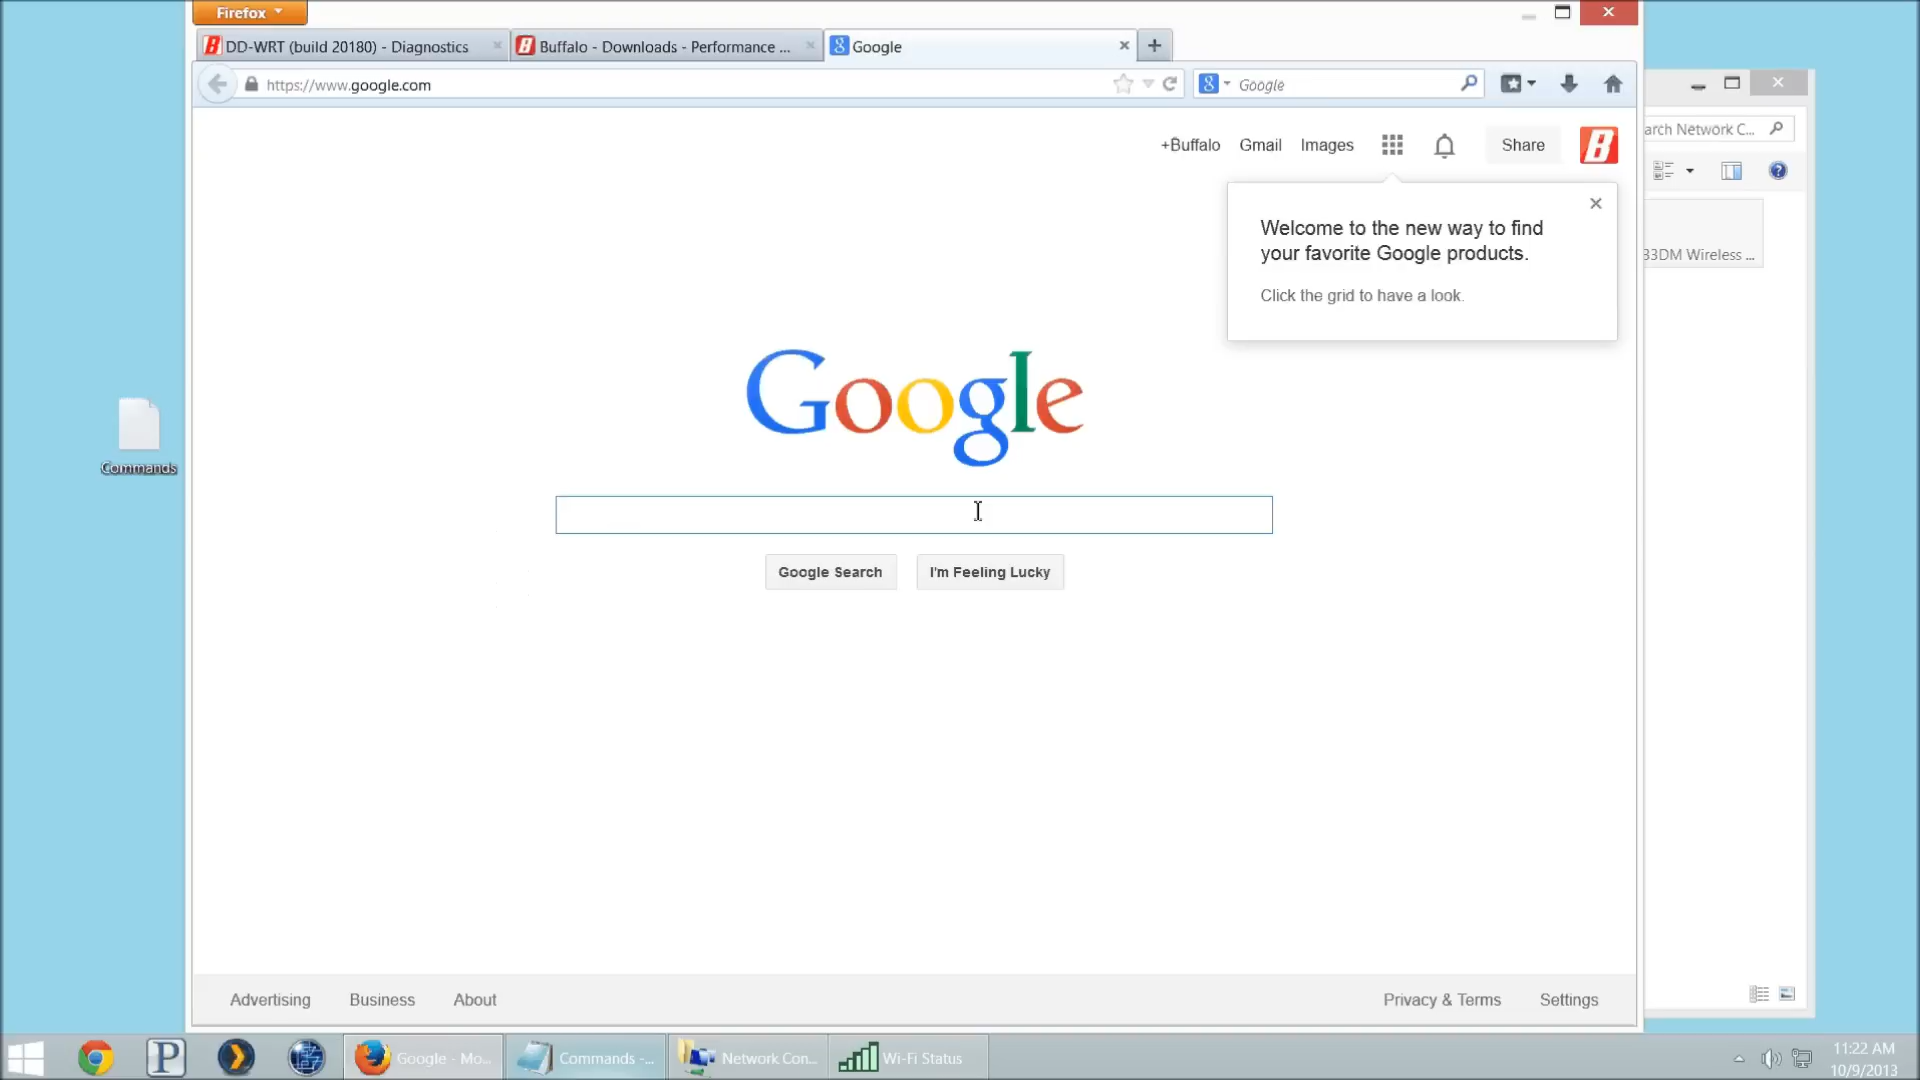 Firefox
DD-WRT (build 20180) - Diagnostics
Buffalo - Downloads - Performance ...
Google
https://www.google.com
Google
+Buffalo
Gmail
Images
Share
arch Network C...
Welcome to the new way to find
your favorite Google products.
Click the grid to have a look.
33DM Wireless ...
Google
Commands
Google Search
I'm Feeling Lucky
Advertising
Business
About
Privacy & Terms
Settings
Google - Mo...
Commands -...
Network Con...
Wi-Fi Status
11:22 AM
10/9/2013